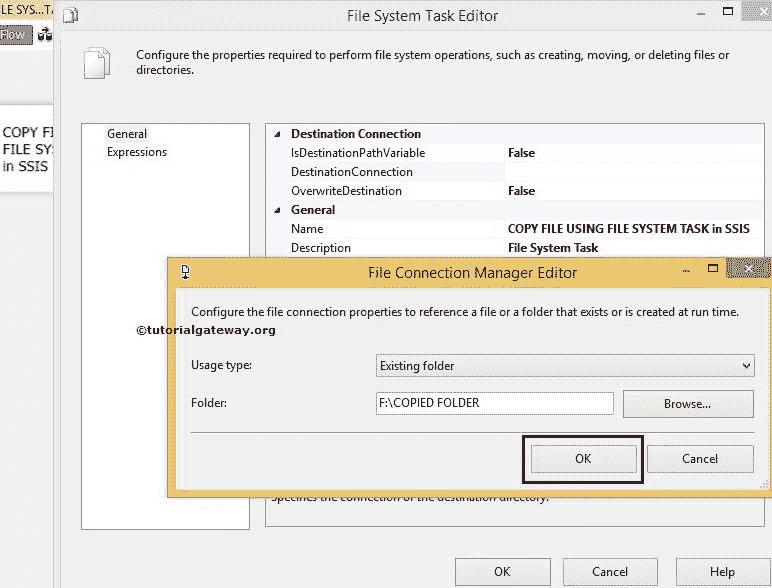 LE SYS...TA
File System Task Editor
Flow
Configure the properties required to perform file system operations, such as creating, moving, or deleting files or
directories.
General
Expressions
COPY FI
FILE SY
in SSIS
Destination Connection
IsDestinationPathVariable False
DestinationConnection
OverwriteDestination False
General
Name COPY FILE USING FILE SYSTEM TASK in SSIS
Description File System Task
File Connection Manager Editor
Configure the file connection properties to reference a file or a folder that exists or is created at run time.
©tutorialgateway.org
Usage type: Existing folder
Folder: F:\COPIED FOLDER Browse...
OK Cancel
Specifies the connection of the destination directory.
OK Cancel Help